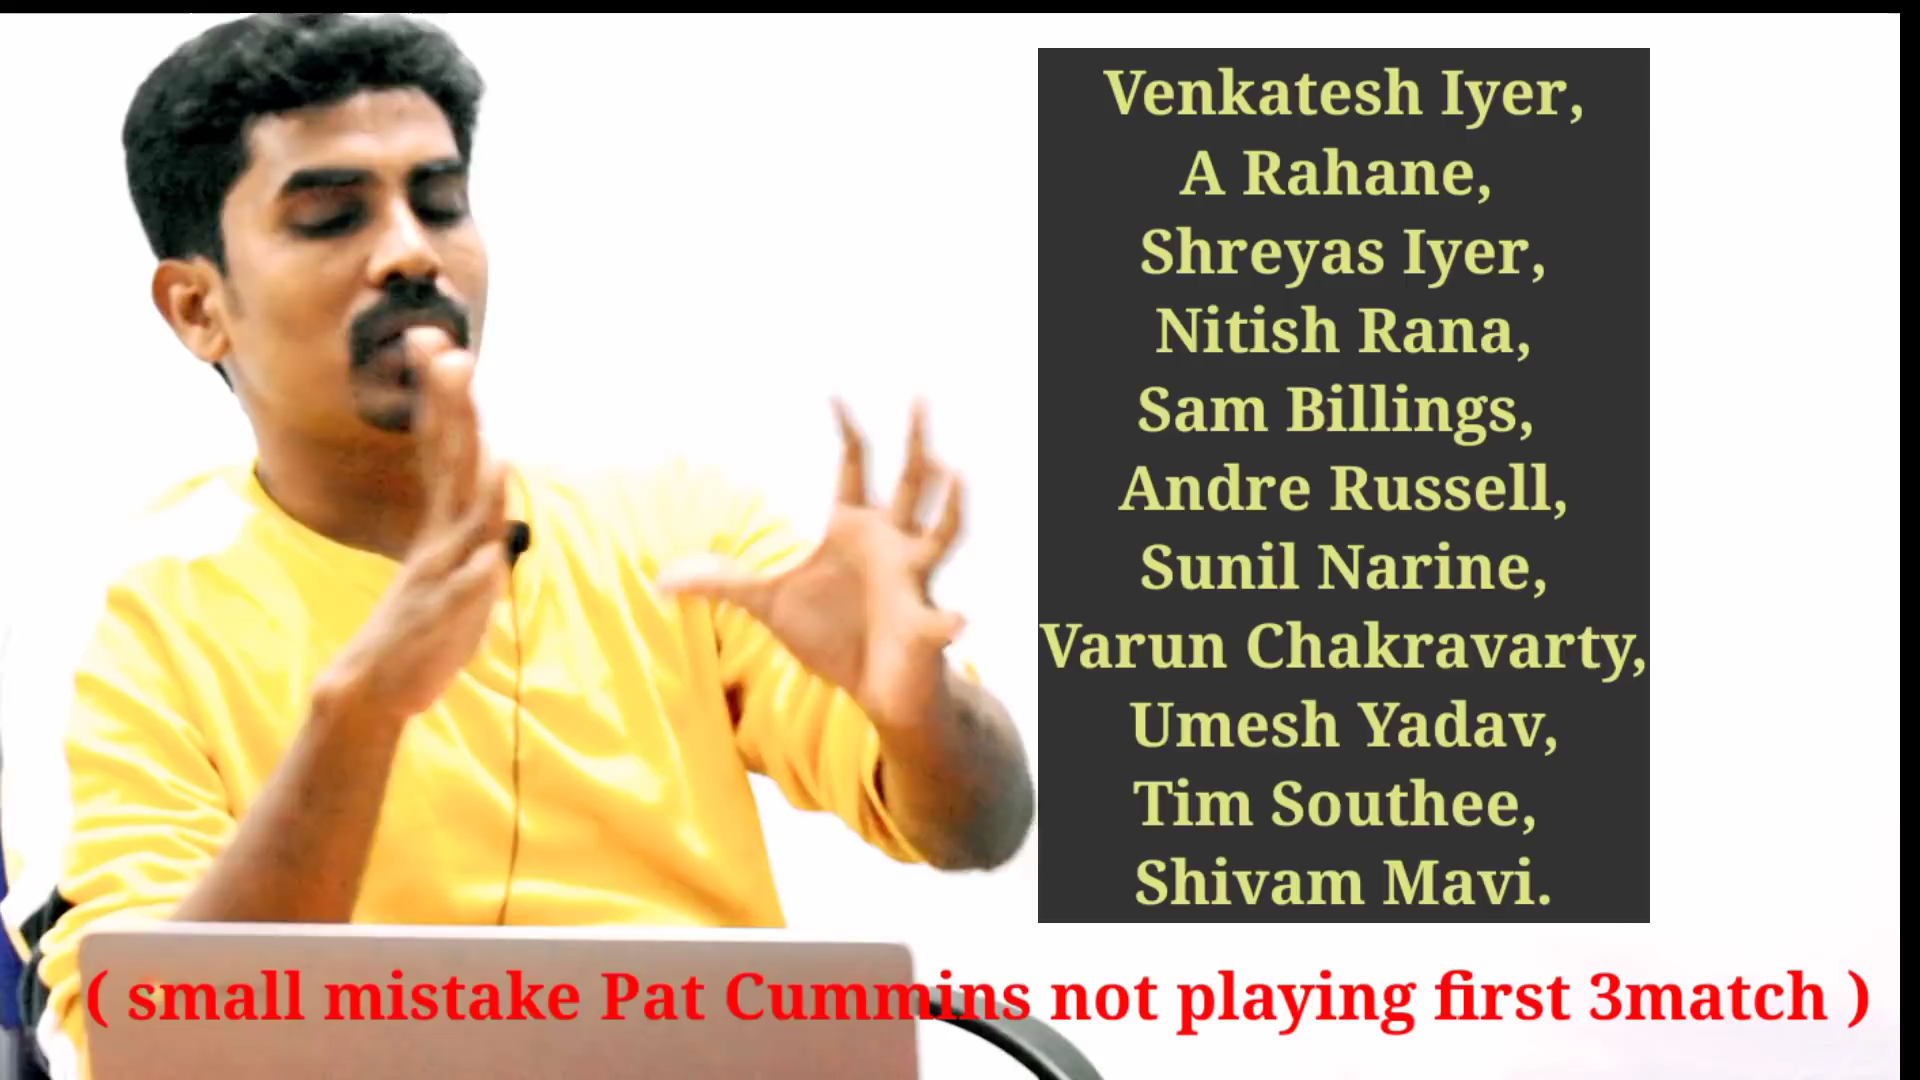 Venkatesh Iyer,
A Rahane,
Shreyas Iyer,
Nitish Rana,
Sam Billings,
Andre Russell,
Sunil Narine,
Varun Chakravarty,
Umesh Yadav,
Tim Southee,
Shivam Mavi.
( small mistake Pat Cummins not playing first 3match )